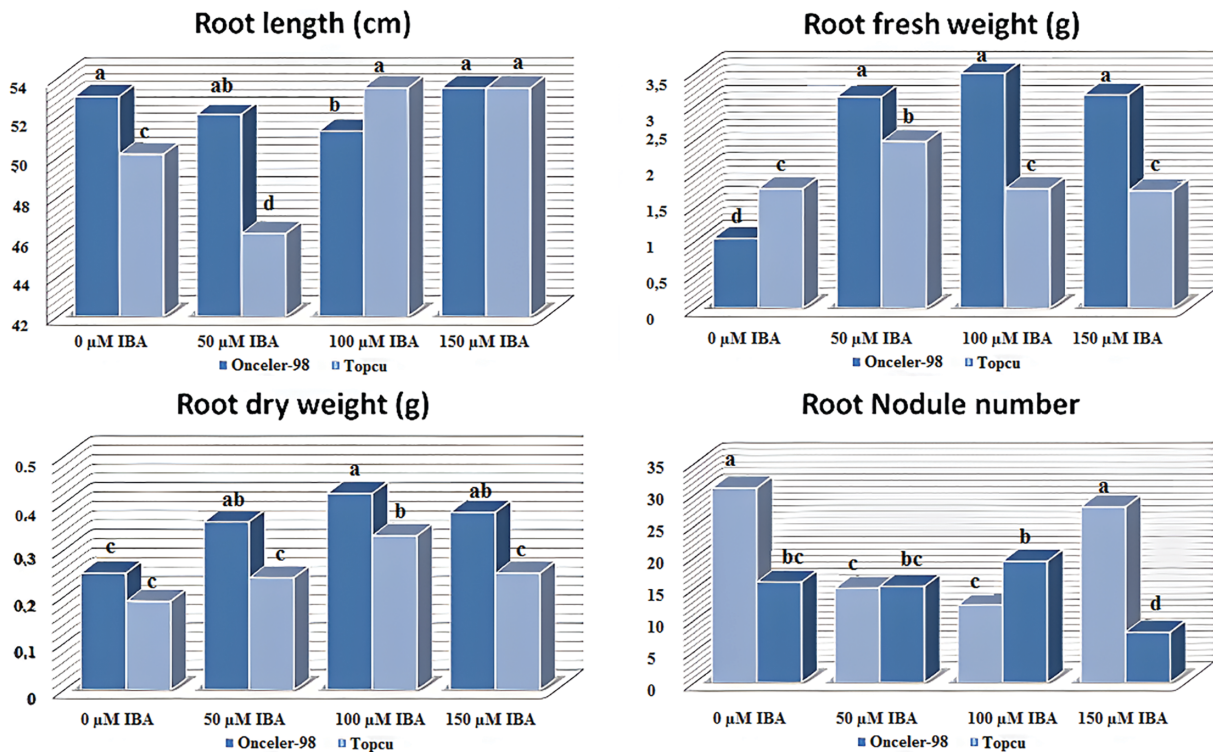 Root length (cm)
54
52
50
48
46
44
42
a
c
ab
d
b
a
a
a
0 µM IBA
50 µM IBA
100 µM IBA
150 µM IBA
Onceler-98
Topcu
Root fresh weight (g)
3,5
3
2,5
2
1,5
1
0,5
0
d
c
a
b
a
c
a
c
0 µM IBA
50 µM IBA
100 µM IBA
150 µM IBA
Onceler-98
Topcu
Root dry weight (g)
0.5
0.4
0.3
0.2
0.1
0
c
c
ab
c
a
b
ab
c
0 µM IBA
50 µM IBA
100 µM IBA
150 µM IBA
Onceler-98
Topcu
Root Nodule number
35
30
25
20
15
10
5
0
a
bc
c
bc
c
b
a
d
0 µM IBA
50 µM IBA
100 µM IBA
150 µM IBA
Onceler-98
Topcu